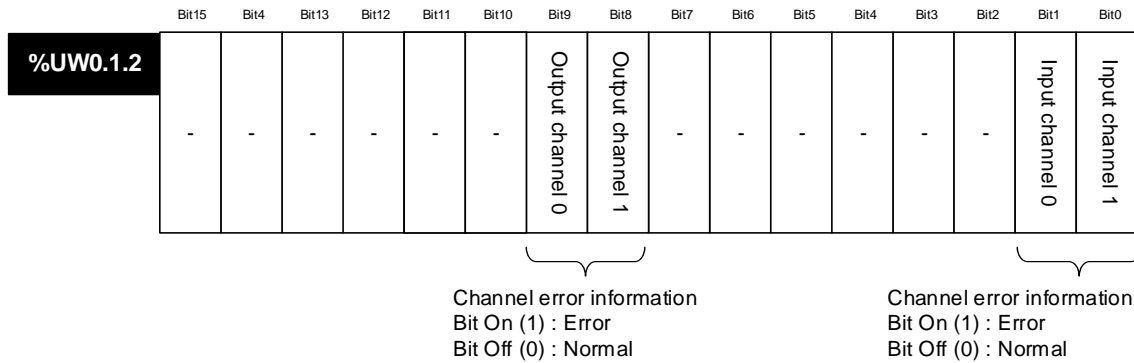 Bit15 Bit4 Bit13 Bit12 Bit11 Bit10 Bit9 Bit8 Bit7 Bit6 Bit5 Bit4 Bit3 Bit2 Bit1 Bit0
%UW0.1.2
- - - - - - Output channel 0 Output channel 1 - - - - - - Input channel 0 Input channel 1
Channel error information
Bit On (1) : Error
Bit Off (0) : Normal
Channel error information
Bit On (1) : Error
Bit Off (0) : Normal